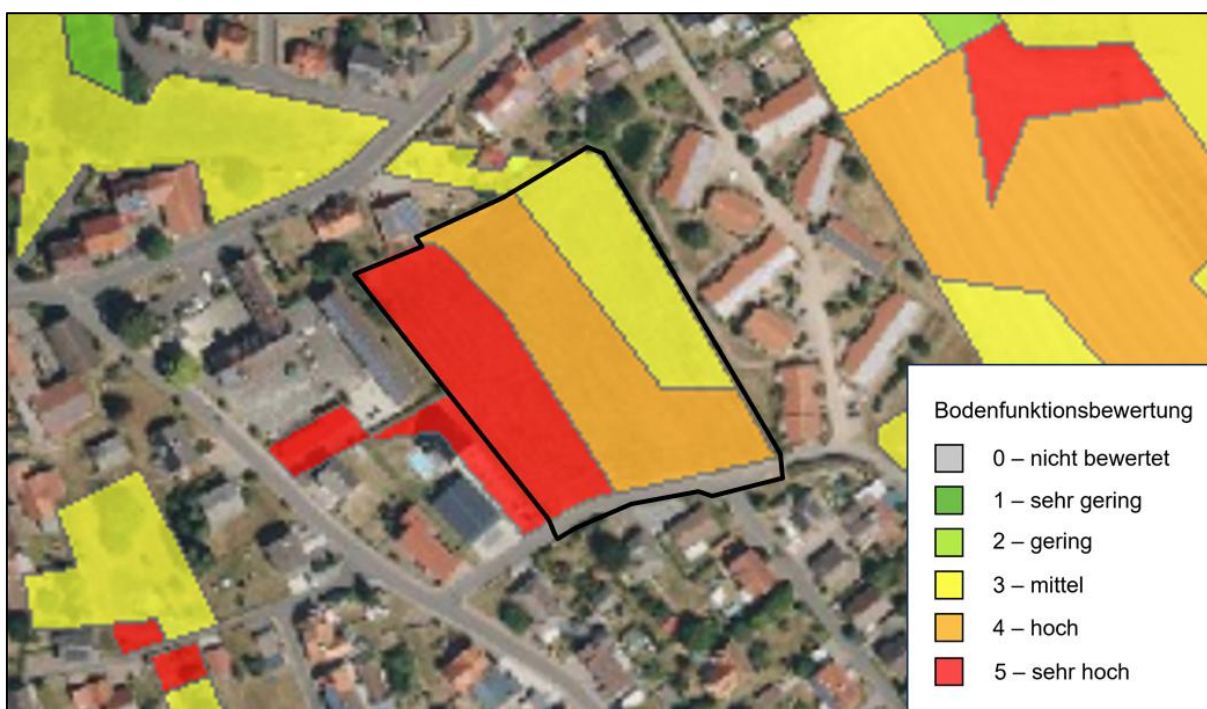 Bodenfunktionsbewertung
0 – nicht bewertet
1 – sehr gering
2 – gering
3 – mittel
4 – hoch
5 – sehr hoch